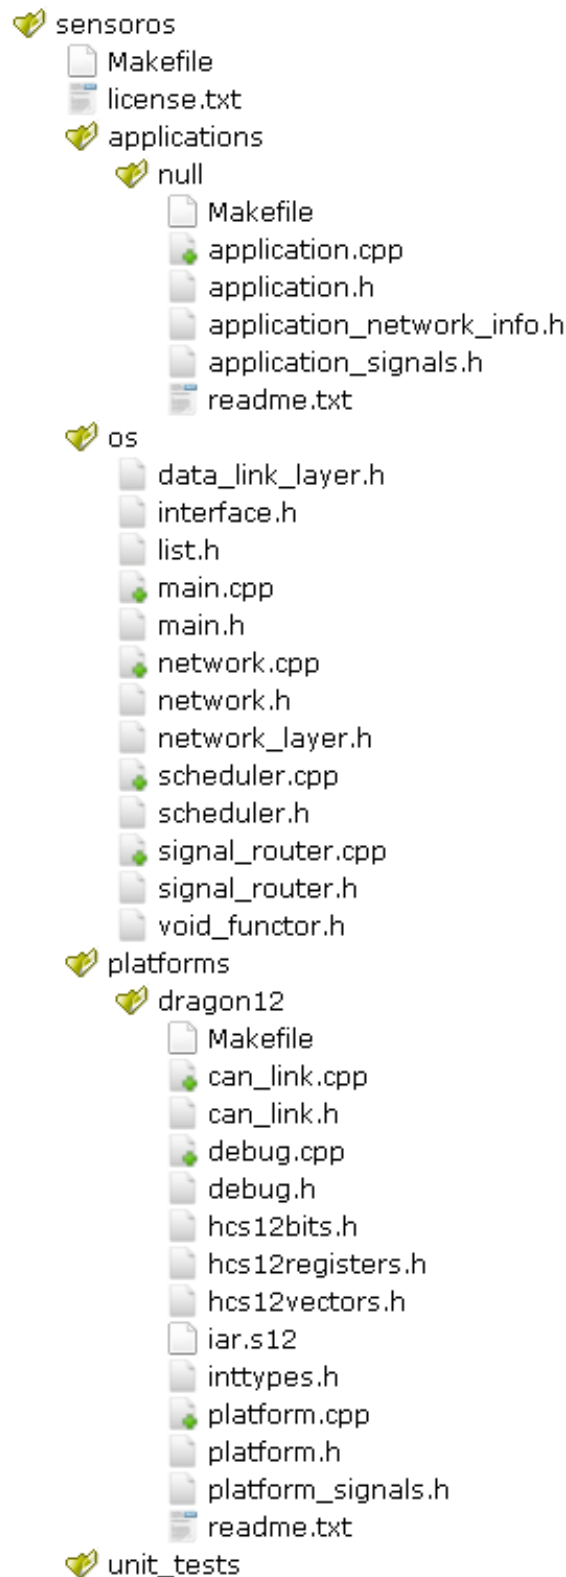 sensoros
Makefile
license.txt
applications
null
Makefile
application.cpp
application.h
application_network_info.h
application_signals.h
readme.txt
os
data_link_layer.h
interface.h
list.h
main.cpp
main.h
network.cpp
network.h
network_layer.h
scheduler.cpp
scheduler.h
signal_router.cpp
signal_router.h
void_functor.h
platforms
dragon12
Makefile
can_link.cpp
can_link.h
debug.cpp
debug.h
hcs12bits.h
hcs12registers.h
hcs12vectors.h
iar.s12
inttypes.h
platform.cpp
platform.h
platform_signals.h
readme.txt
unit_tests